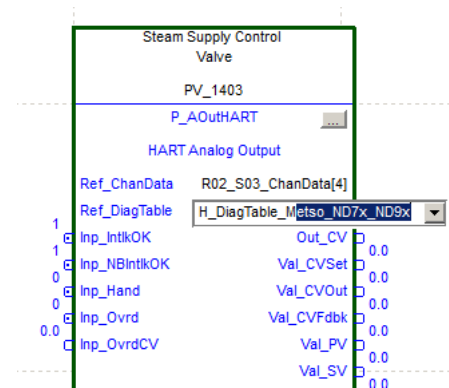 Steam Supply Control
Valve
PV_1403
P_AOutHART ...
HART Analog Output
Ref_ChanData R02_S03_ChanData[4]
Ref_DiagTable H_DiagTable_Metso_ND7x_ND9x
1
Inp_IntlkOK Out_CV
0.0
1
Inp_NBIntlkOK Val_CVSet
0.0
0
Inp_Hand Val_CVOut
0.0
0
Inp_Ovrd Val_CVFdbk
0.0
0.0
Inp_OvrdCV Val_PV
0.0
Val_SV
0.0